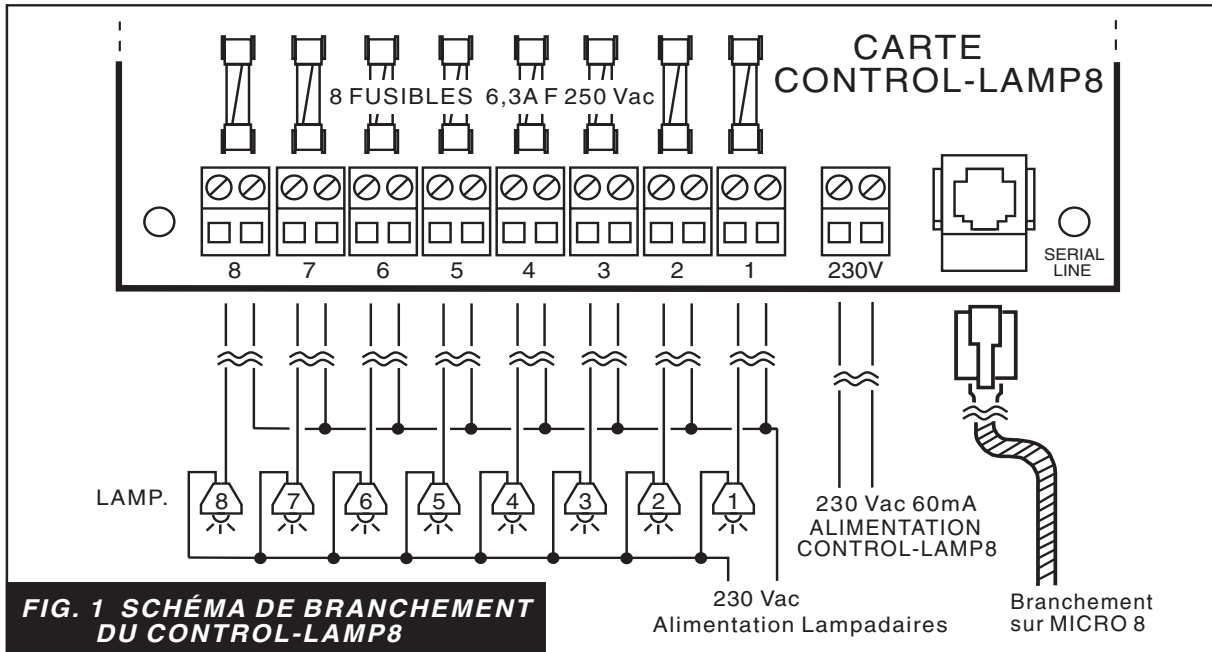 CARTE
CONTROL-LAMP8
8 FUSIBLES 6,3A F 250 Vac
8 7 6 5 4 3 2 1 230V
SERIAL
LINE
LAMP.
8 7 6 5 4 3 2 1
230 Vac 60mA
ALIMENTATION
CONTROL-LAMP8
230 Vac
Alimentation Lampadaires
Branchement
sur MICRO 8
FIG. 1 SCHÉMA DE BRANCHEMENT
DU CONTROL-LAMP8